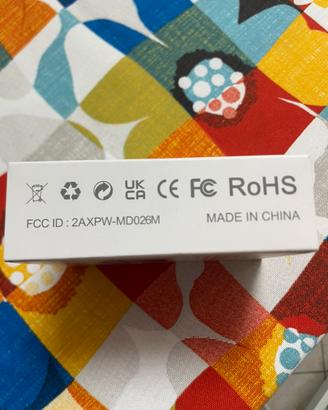 UK CA CE FC RoHS
FCC ID : 2AXPW-MD026M MADE IN CHINA